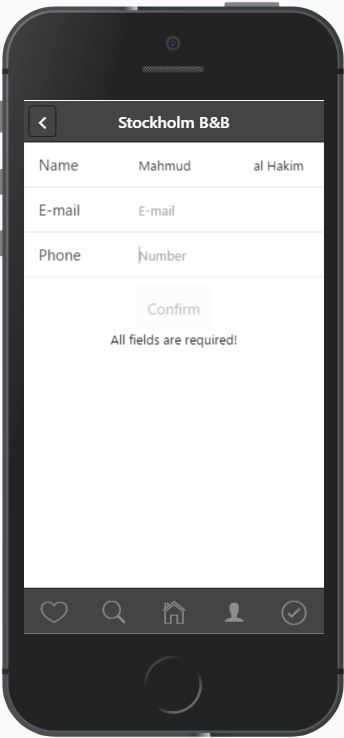 Stockholm B&B
Name Mahmud al Hakim
E-mail E-mail
Phone Number
Confirm
All fields are required!